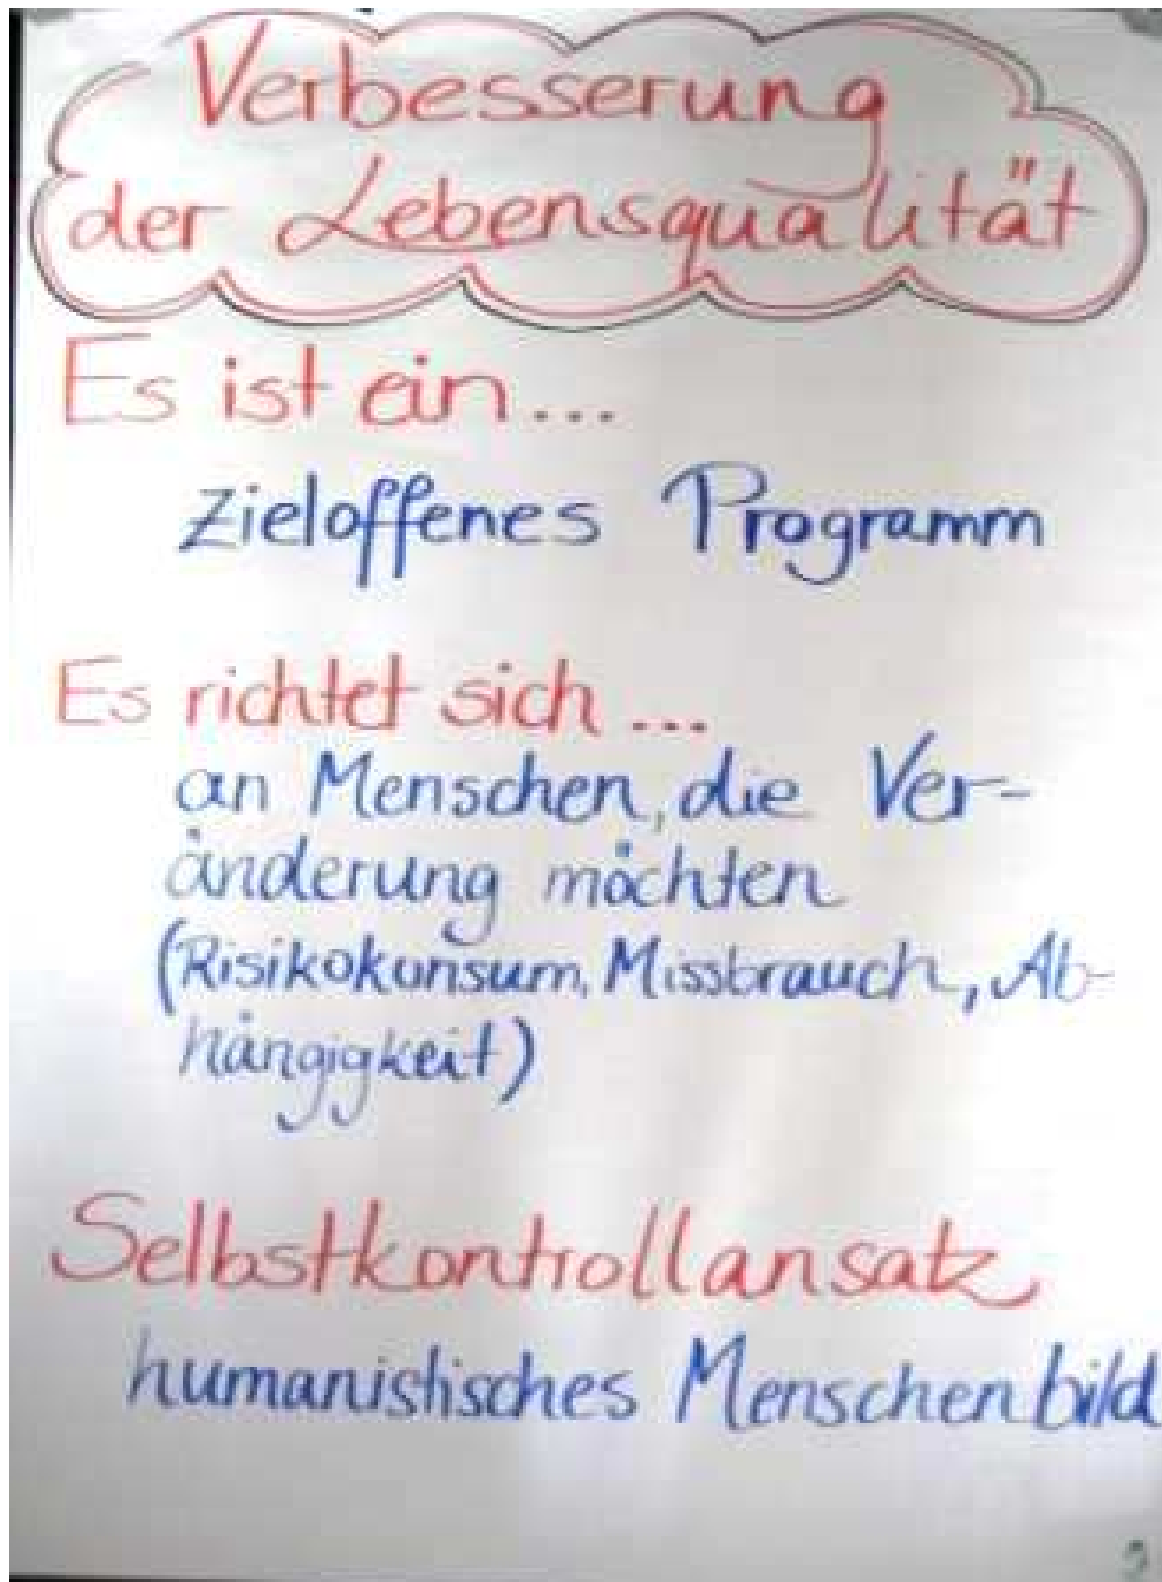 Verbesserung
der Lebensqualität
Es ist ein...
Zieloffenes Programm
Es richtet sich...
an Menschen, die Ver-
änderung möchten
(Risikokonsum, Missbrauch, Ab-
hängigkeit)
Selbstkontrollansatz
humanistisches Menschenbild